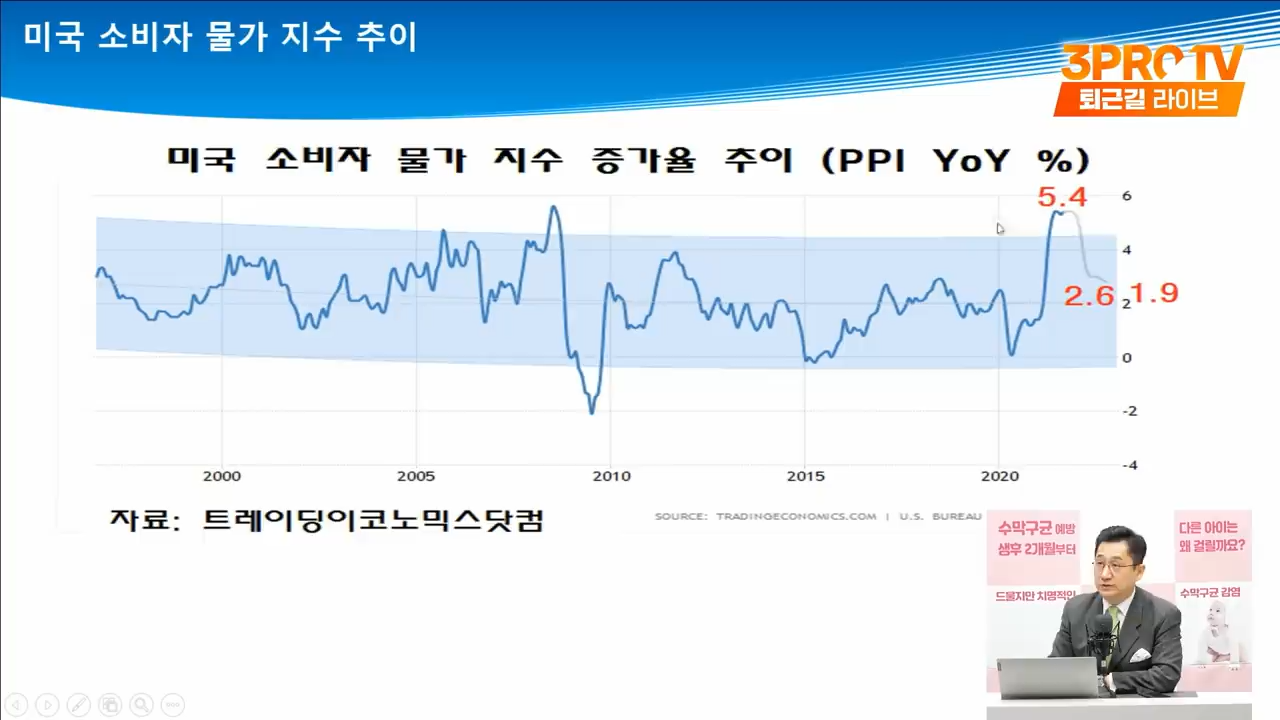 미국 소비자 물가 지수 추이
3PROTV
퇴근길 라이브
미국 소비자 물가 지수 증가율 추이 (PPI YoY %)
5.4
6
4
2.6
2
1.9
0
-2
-4
2000 2005 2010 2015 2020
자료: 트레이딩이코노믹스닷컴
SOURCE: TRADINGECONOMICS.COM | U.S. BUREAU
수막구균 예방
생후 2개월부터
다른 아이는
왜 걸릴까요?
드물지만 치명적인
수막구균 감염